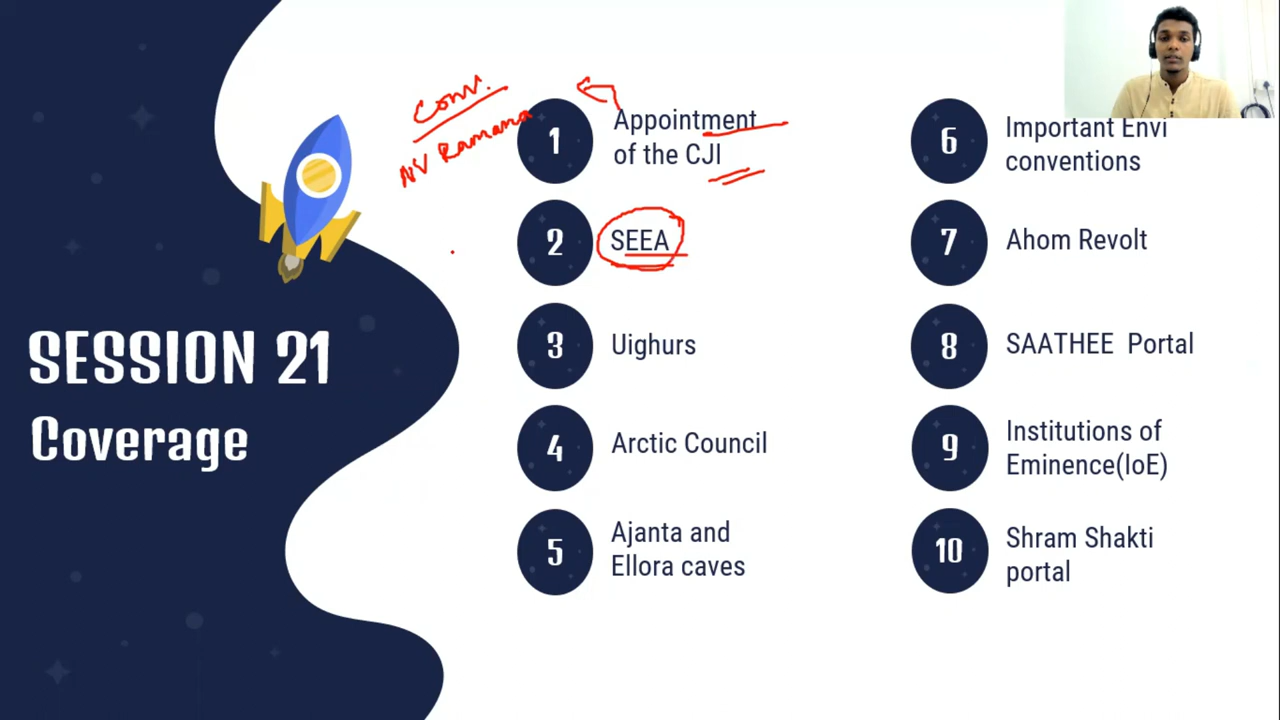 SESSION 21
Coverage
Conv.
NV Ramana
1
Appointment
of the CJI
2
SEEA
3
Uighurs
4
Arctic Council
5
Ajanta and
Ellora caves
6
Important Envi
conventions
7
Ahom Revolt
8
SAATHEE Portal
9
Institutions of
Eminence(IoE)
10
Shram Shakti
portal